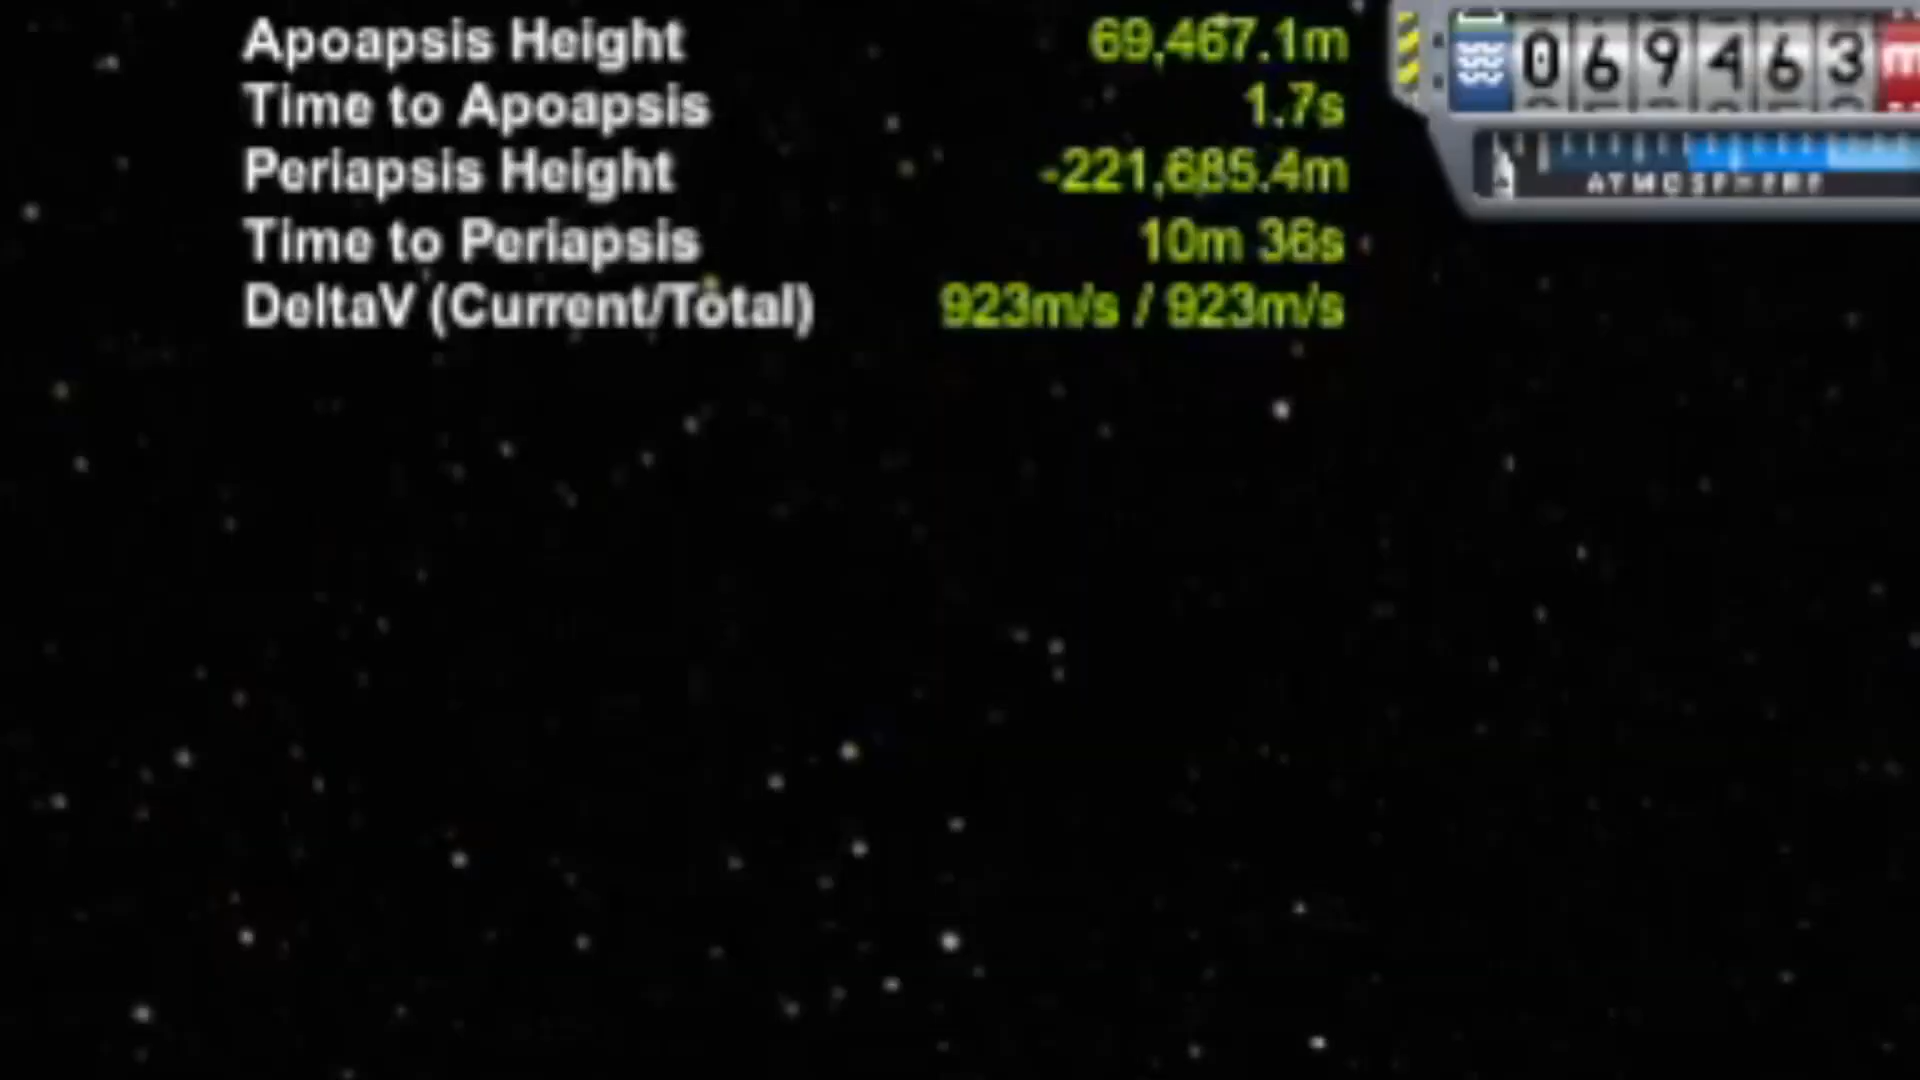 Apoapsis Height 69,467.1m
Time to Apoapsis 1.7s
Periapsis Height -221,685.4m
Time to Periapsis 10m 36s
DeltaV (Current/Total) 923m/s / 923m/s
069463 m
ATMOSPHERE